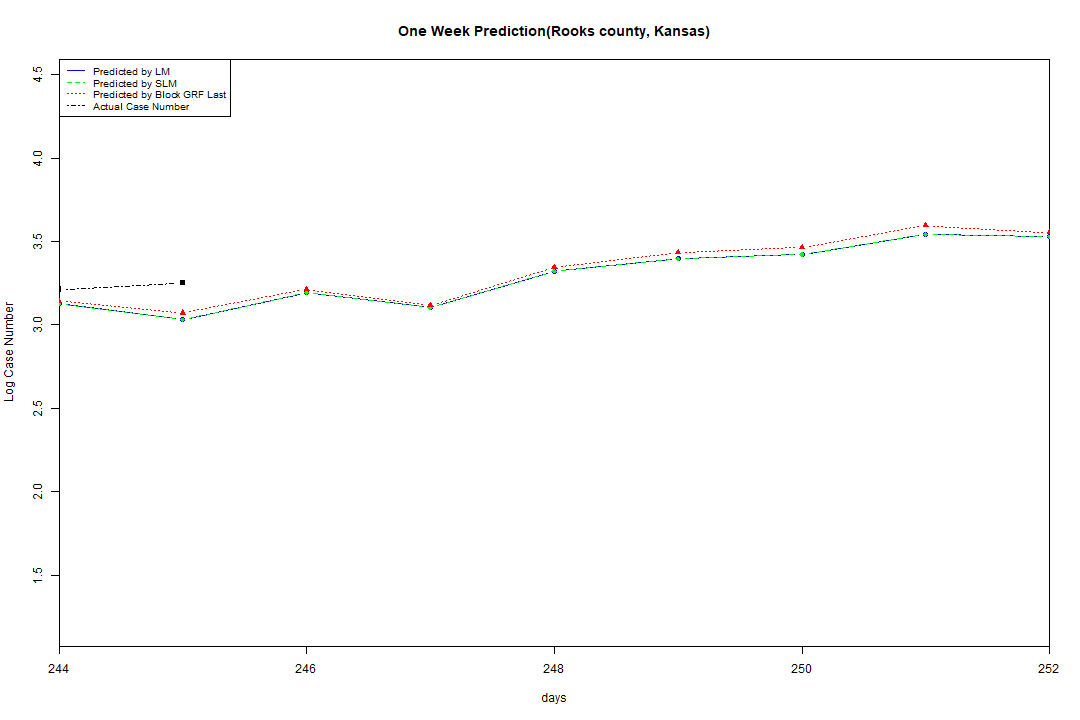 One Week Prediction(Rooks county, Kansas)
Predicted by LM
Predicted by SLM
Predicted by Block GRF Last
Actual Case Number
4.5
4.0
3.5
3.0
2.5
2.0
1.5
Log Case Number
244 246 248 250 252
days